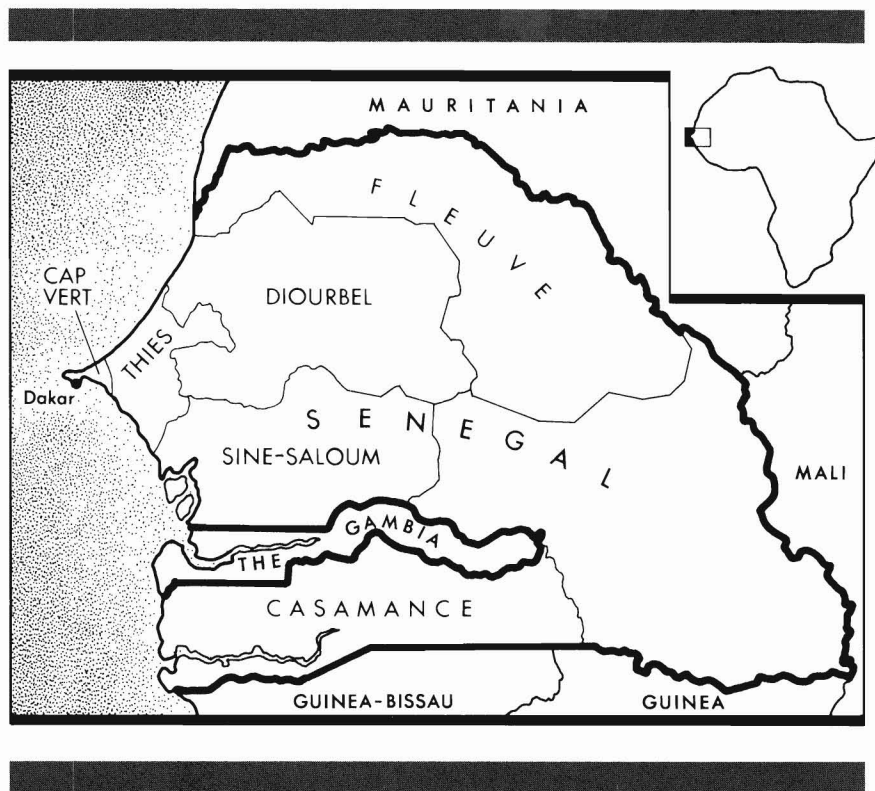 MAURITANIA
FLEUVE
CAP
VERT
DIOURBEL
THIES
Dakar
SENEGAL
SINE-SALOUM
MALI
THE GAMBIA
CASAMANCE
GUINEA-BISSAU
GUINEA